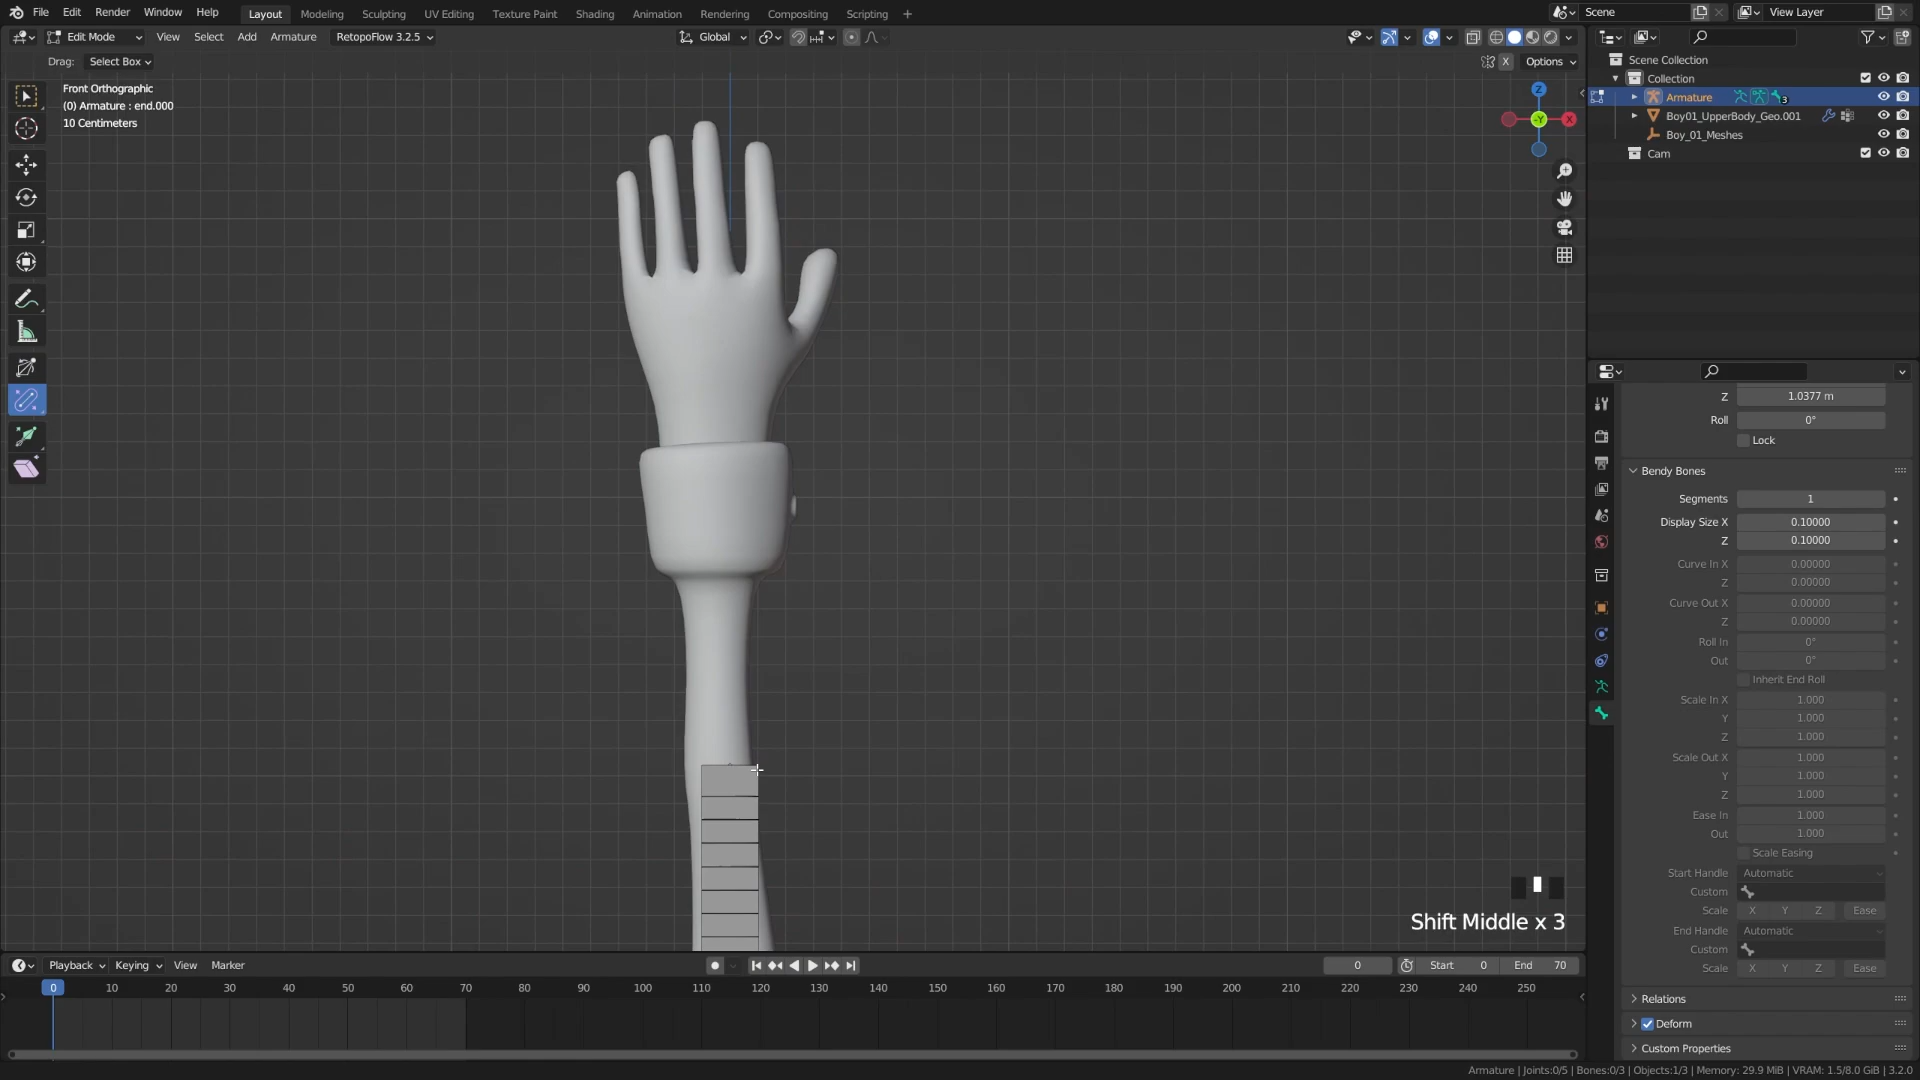 File Edit Render Window Help Layout Modeling Sculpting UV Editing Texture Paint Shading Animation Rendering Compositing Scripting + Scene View Layer
Edit Mode View Select Add Armature RetopoFlow 3.2.5 Global
Drag: Select Box X Options
Front Orthographic
(0) Armature : end.000
10 Centimeters
Z
-Y
X
Scene Collection
Collection
Armature 3
Boy01_UpperBody_Geo.001
Boy_01_Meshes
Cam
Z 1.0377 m
Roll 0°
Lock
Bendy Bones
Segments 1
Display Size X 0.10000
Z 0.10000
Curve In X 0.00000
Z 0.00000
Curve Out X 0.00000
Z 0.00000
Roll In 0°
Out 0°
Inherit End Roll
Scale In X 1.000
Y 1.000
Z 1.000
Scale Out X 1.000
Y 1.000
Z 1.000
Ease In 1.000
Out 1.000
Scale Easing
Start Handle Automatic
Custom
Scale X Y Z Ease
End Handle Automatic
Custom
Scale X Y Z Ease
Relations
Deform
Custom Properties
Shift Middle x 3
Playback Keying View Marker 0 Start 0 End 70
0 10 20 30 40 50 60 70 80 90 100 110 120 130 140 150 160 170 180 190 200 210 220 230 240 250
Armature | Joints:0/5 | Bones:0/3 | Objects:1/3 | Memory: 29.9 MiB | VRAM: 1.5/8.0 GiB | 3.2.0